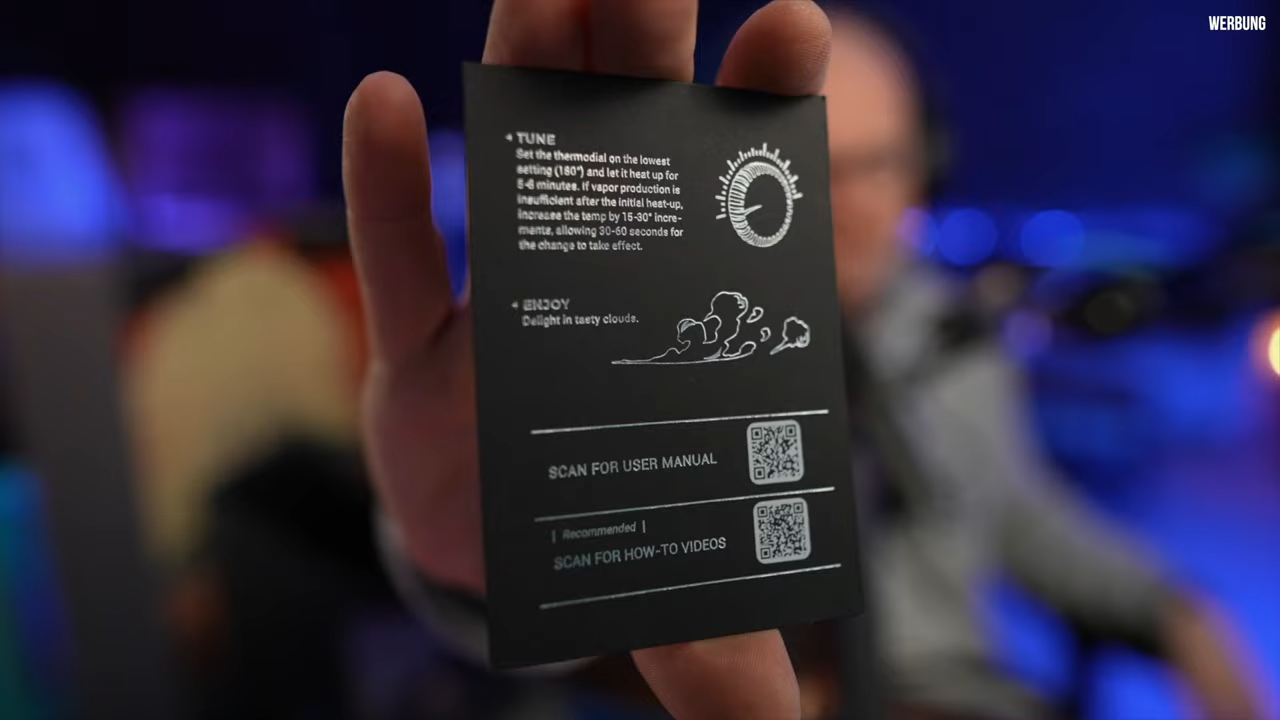 WERBUNG
TUNE
Set the thermodial on the lowest
setting (180°) and let it heat up for
5-6 minutes. If vapor production is
insufficient after the initial heat-up,
increase the temp by 15-30° incre-
ments, allowing 30-60 seconds for
the change to take effect.
ENJOY
Delight in tasty clouds.
SCAN FOR USER MANUAL
| Recommended |
SCAN FOR HOW-TO VIDEOS